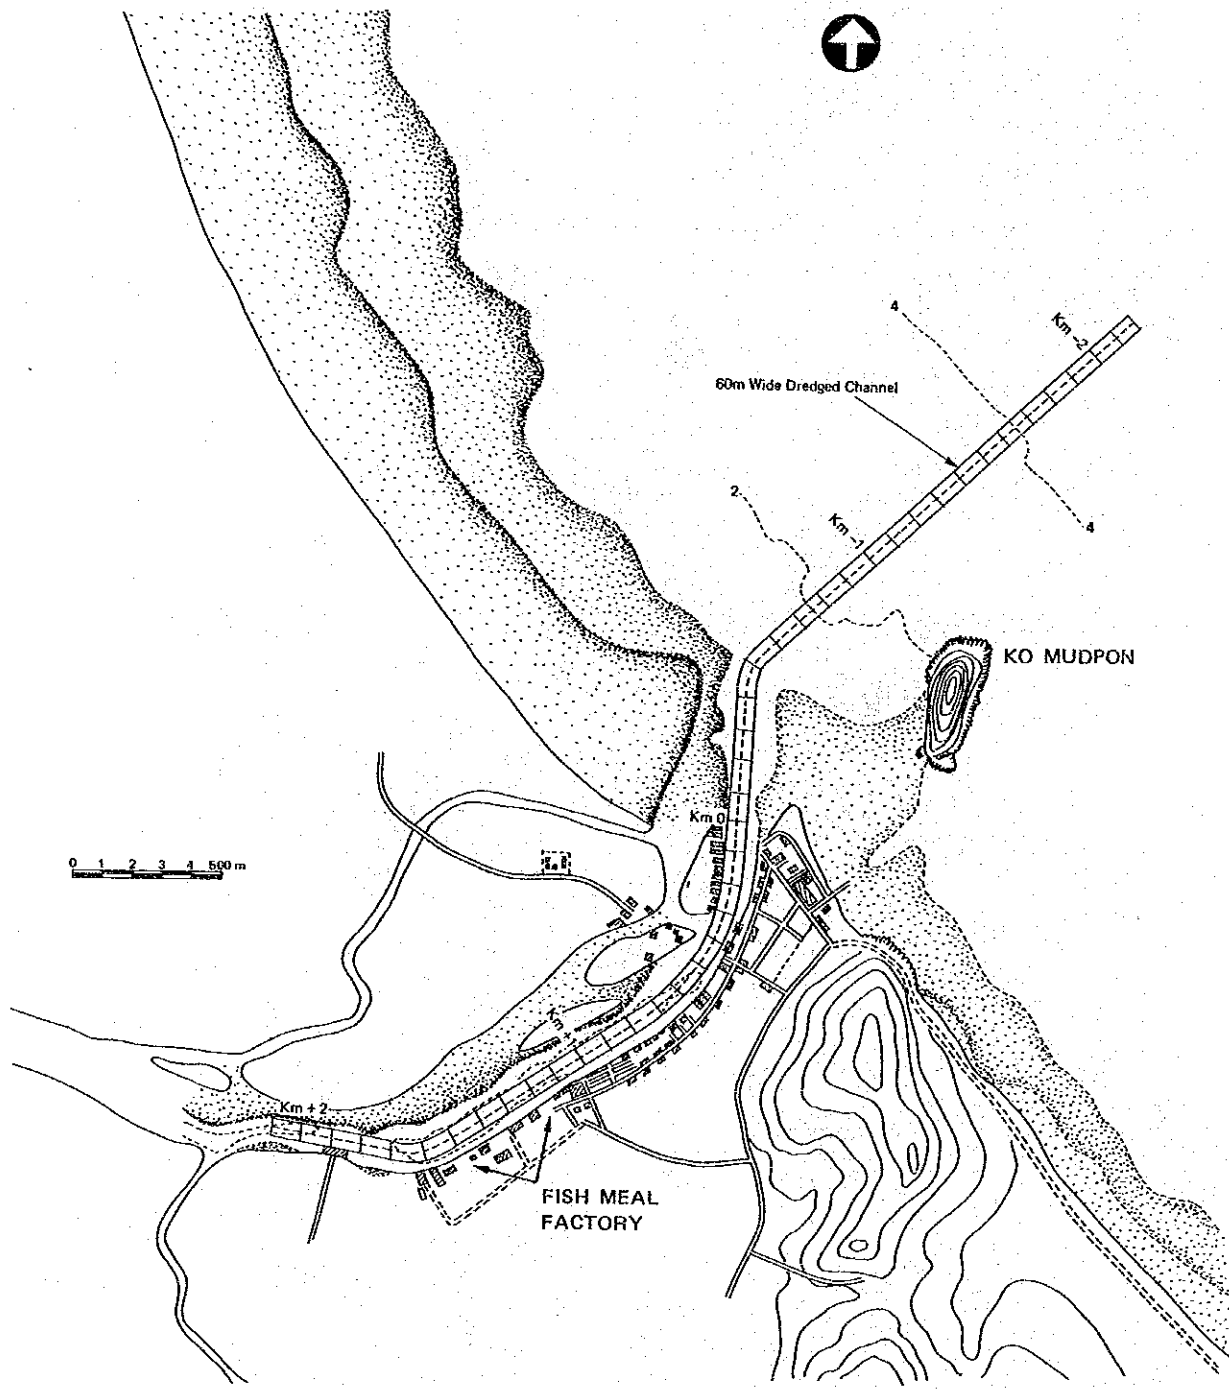 4
Km -2
60m Wide Dredged Channel
2
Km -1
4
KO MUDPON
Km 0
0 1 2 3 4 500 m
Km + 2
FISH MEAL
FACTORY